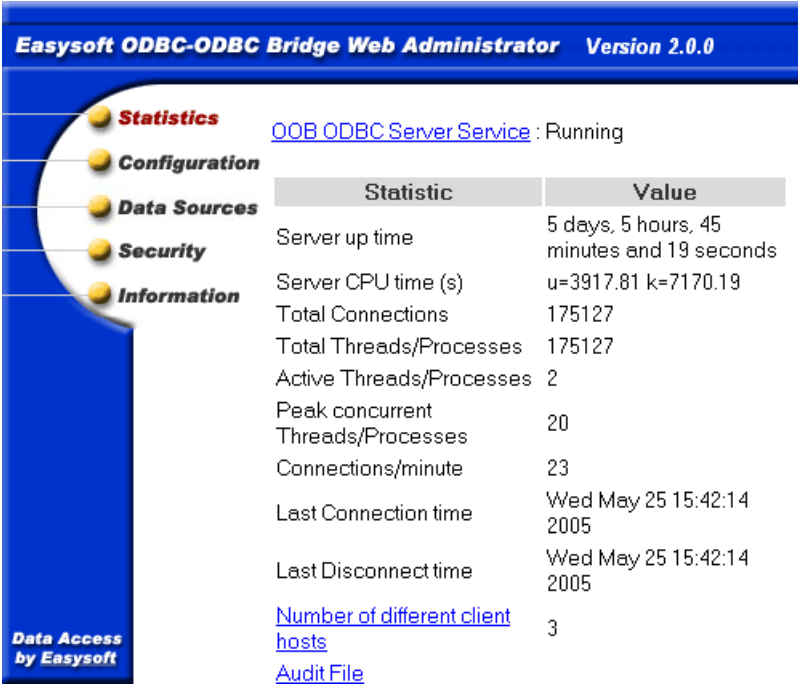 Easysoft ODBC-ODBC Bridge Web Administrator Version 2.0.0
Statistics
Configuration
Data Sources
Security
Information
OOB ODBC Server Service : Running
Statistic Value
Server up time 5 days, 5 hours, 45
minutes and 19 seconds
Server CPU time (s) u=3917.81 k=7170.19
Total Connections 175127
Total Threads/Processes 175127
Active Threads/Processes 2
Peak concurrent
Threads/Processes 20
Connections/minute 23
Last Connection time Wed May 25 15:42:14
2005
Last Disconnect time Wed May 25 15:42:14
2005
Number of different client
hosts 3
Audit File
Data Access
by Easysoft